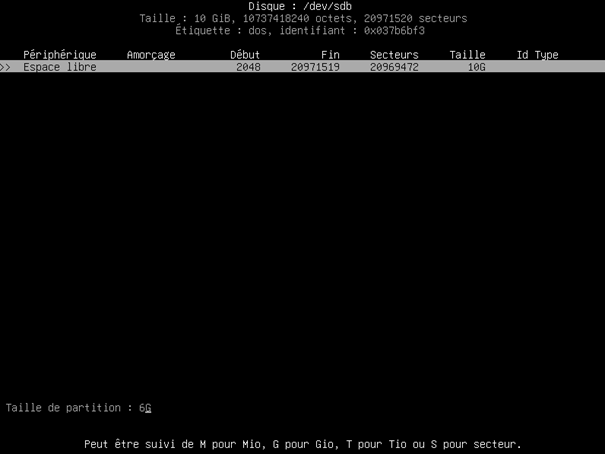 Disque : /dev/sdb
Taille : 10 GiB, 10737418240 octets, 20971520 secteurs
Étiquette : dos, identifiant : 0x037b6bf3
Périphérique Amorçage Début Fin Secteurs Taille Id Type
>> Espace libre 2048 20971519 20969472 10G
Taille de partition : 6G
Peut être suivi de M pour Mio, G pour Gio, T pour Tio ou S pour secteur.